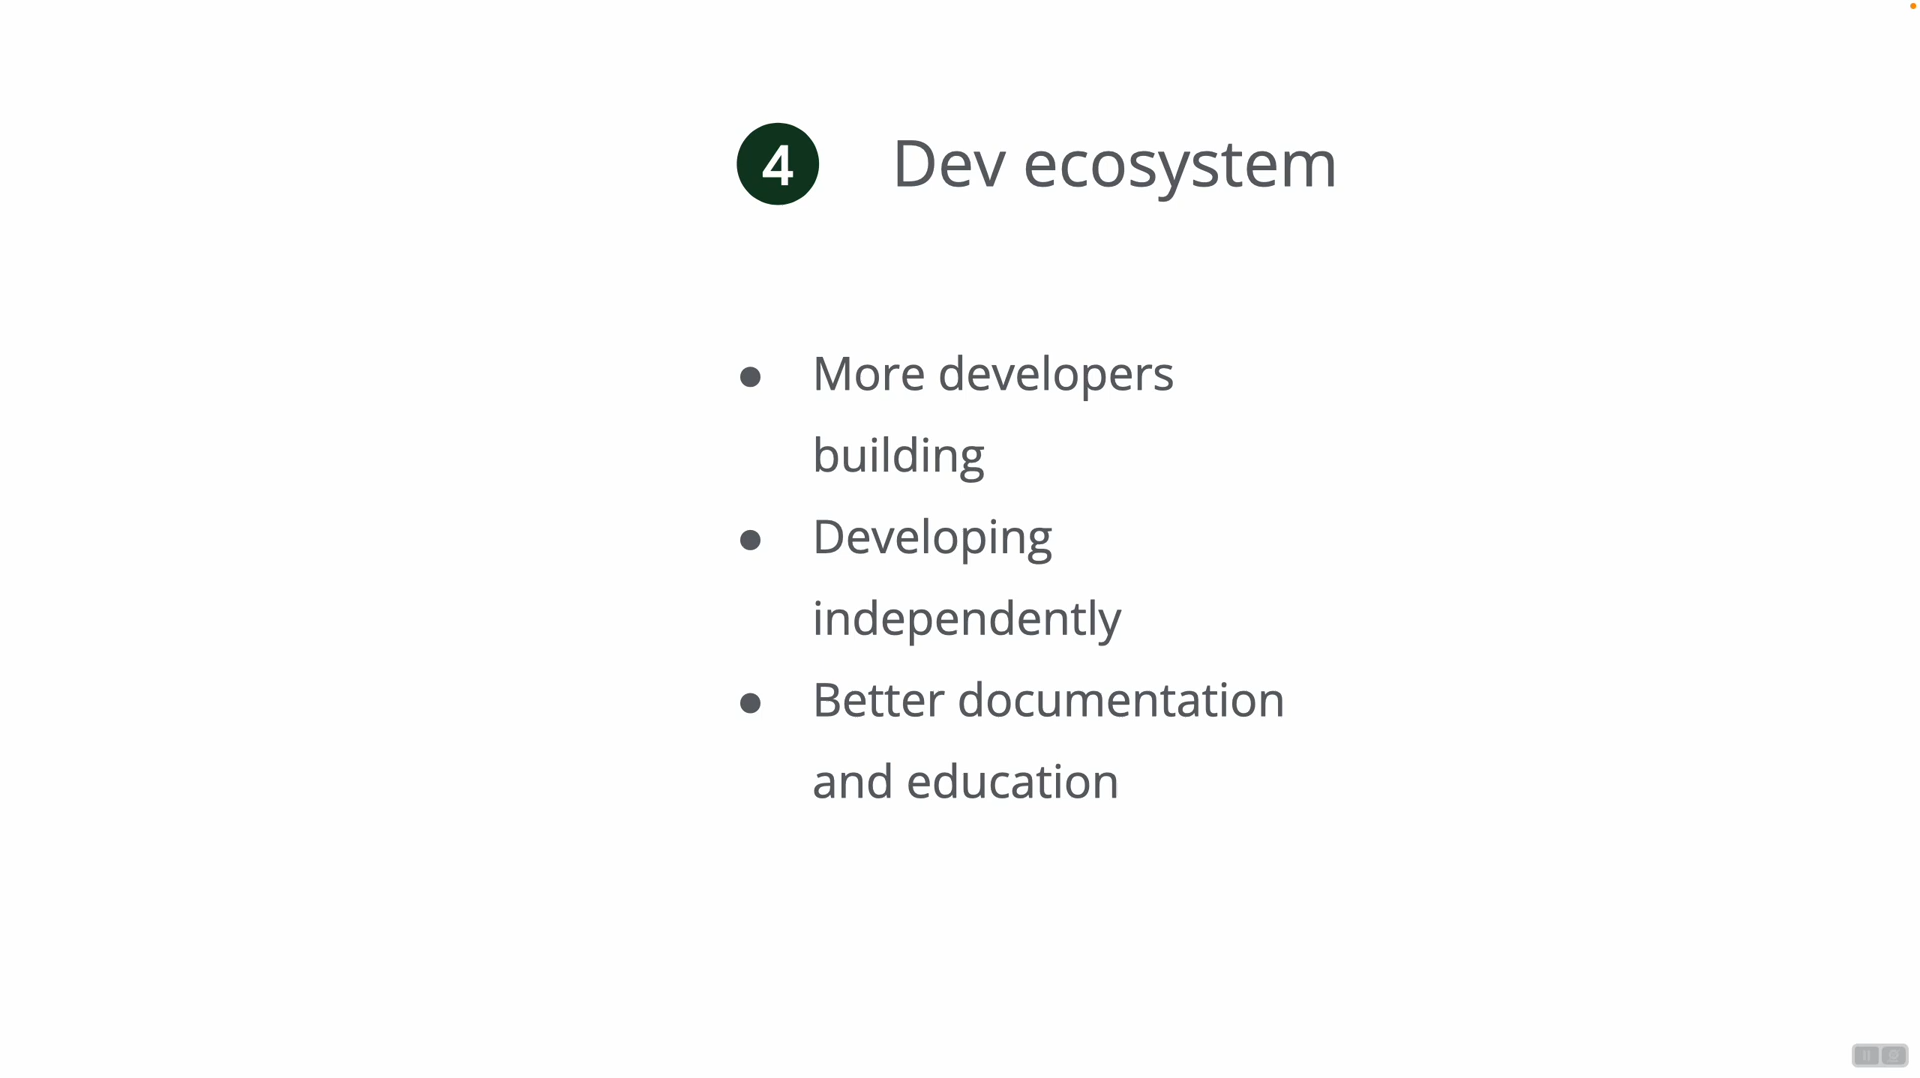 4 Dev ecosystem
● More developers
building
● Developing
independently
● Better documentation
and education